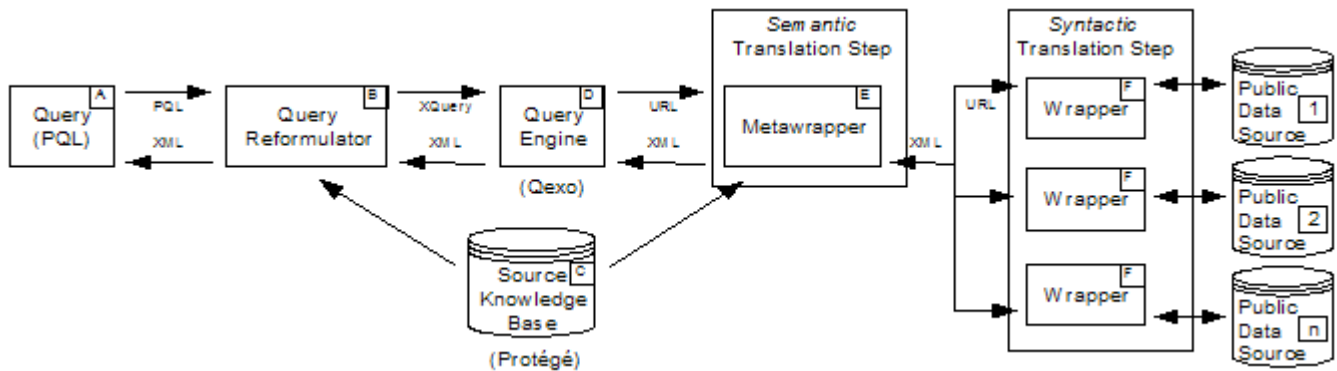 Semantic
Translation Step
Syntactic
Translation Step
A
Query
(PQL)
PQL
XML
B
Query
Reformulator
XQuery
XML
D
Query
Engine
(Qexo)
URL
XML
E
Metawrapper
URL
XML
F
Wrapper
Public
Data 1
Source
F
Wrapper
Public
Data 2
Source
F
Wrapper
Public
Data n
Source
C
Source
Knowledge
Base
(Protégé)